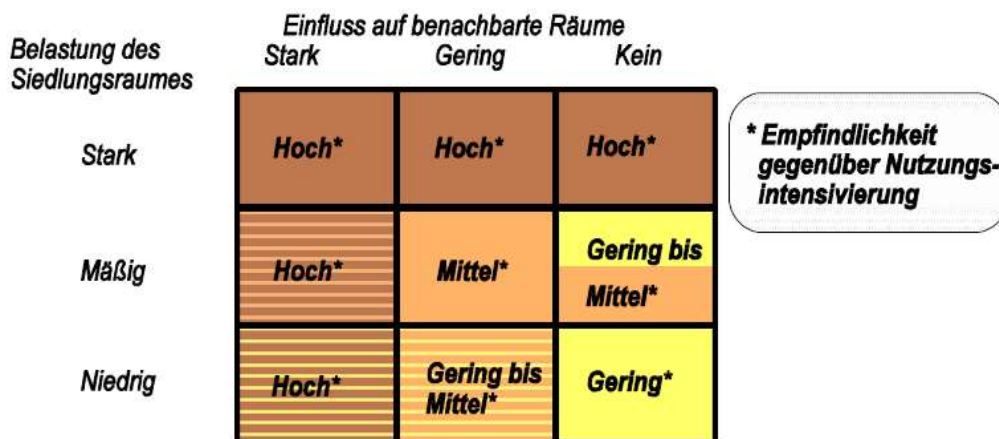 Einfluss auf benachbarte Räume
Belastung des
Siedlungsraumes
Stark Gering Kein
Stark Hoch* Hoch* Hoch*
* Empfindlichkeit
gegenüber Nutzungs-
intensivierung
Mäßig Hoch* Mittel* Gering bis
Mittel*
Niedrig Hoch* Gering bis
Mittel* Gering*